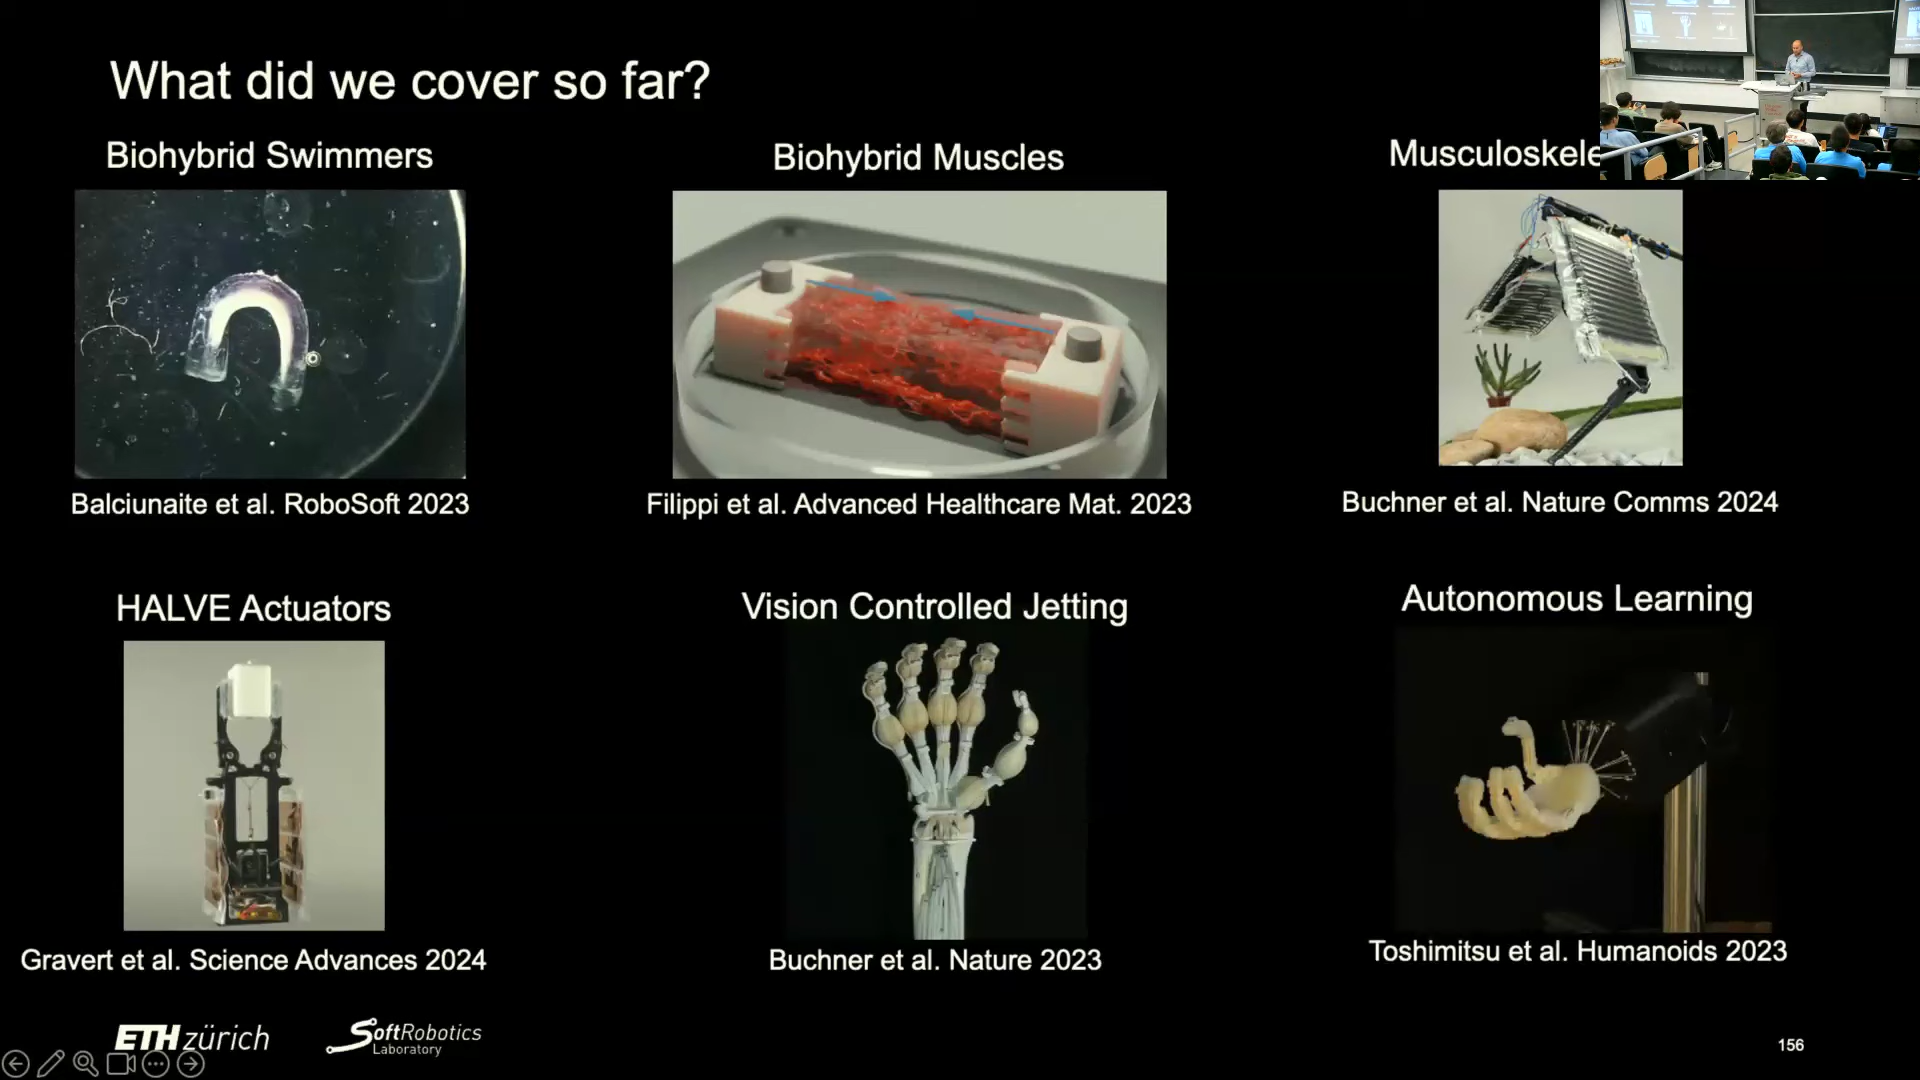 What did we cover so far?
Biohybrid Swimmers
Biohybrid Muscles
Musculoskele
Balciunaite et al. RoboSoft 2023
Filippi et al. Advanced Healthcare Mat. 2023
Buchner et al. Nature Comms 2024
HALVE Actuators
Vision Controlled Jetting
Autonomous Learning
Gravert et al. Science Advances 2024
Buchner et al. Nature 2023
Toshimitsu et al. Humanoids 2023
ETH zürich
SoftRobotics
Laboratory
156